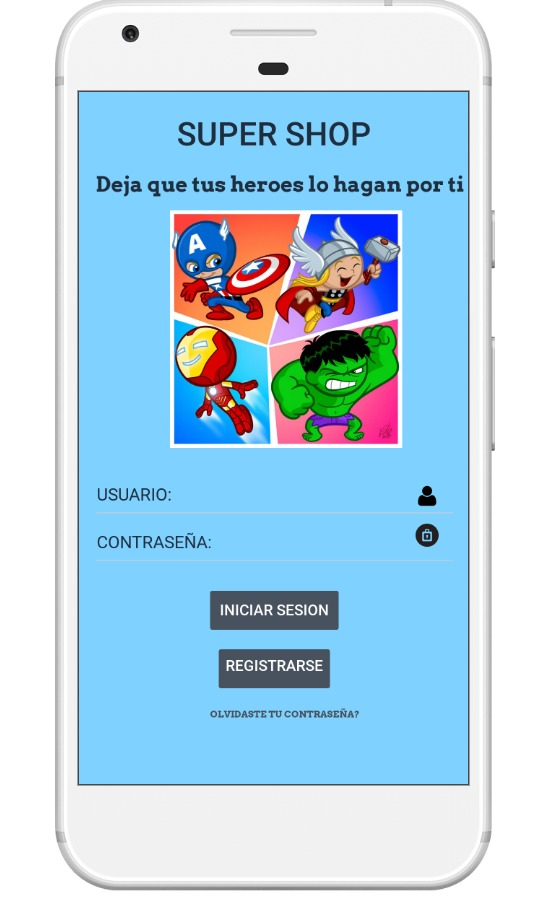 SUPER SHOP
Deja que tus heroes lo hagan por ti
A
USUARIO:
CONTRASEÑA:
INICIAR SESION
REGISTRARSE
OLVIDASTE TU CONTRASEÑA?